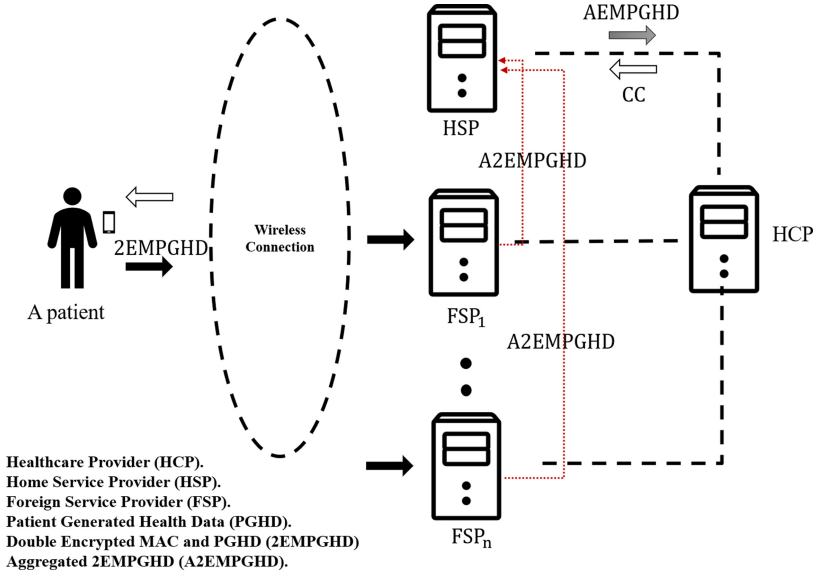 AEMPGHD
CC
HSP
A2EMPGHD
Wireless
Connection
2EMPGHD
HCP
A patient
FSP1
A2EMPGHD
Healthcare Provider (HCP).
Home Service Provider (HSP).
Foreign Service Provider (FSP).
Patient Generated Health Data (PGHD).
Double Encrypted MAC and PGHD (2EMPGHD)
Aggregated 2EMPGHD (A2EMPGHD).
FSPn